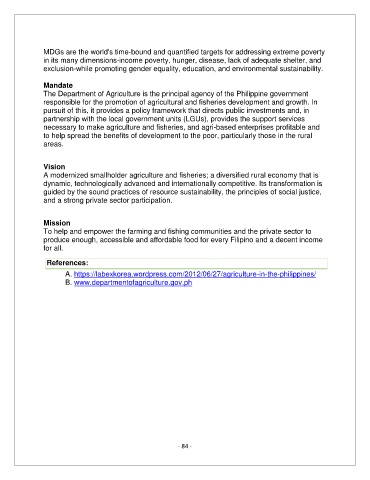 MDGs are the world's time-bound and quantified targets for addressing extreme poverty
in its many dimensions-income poverty, hunger, disease, lack of adequate shelter, and
exclusion-while promoting gender equality, education, and environmental sustainability.
Mandate
The Department of Agriculture is the principal agency of the Philippine government
responsible for the promotion of agricultural and fisheries development and growth. In
pursuit of this, it provides a policy framework that directs public investments and, in
partnership with the local government units (LGUs), provides the support services
necessary to make agriculture and fisheries, and agri-based enterprises profitable and
to help spread the benefits of development to the poor, particularly those in the rural
areas.
Vision
A modernized smallholder agriculture and fisheries; a diversified rural economy that is
dynamic, technologically advanced and internationally competitive. Its transformation is
guided by the sound practices of resource sustainability, the principles of social justice,
and a strong private sector participation.
Mission
To help and empower the farming and fishing communities and the private sector to
produce enough, accessible and affordable food for every Filipino and a decent income
for all.
References:
A. https://labexkorea.wordpress.com/2012/06/27/agriculture-in-the-philippines/
B. www.departmentofagriculture.gov.ph
- 84 -